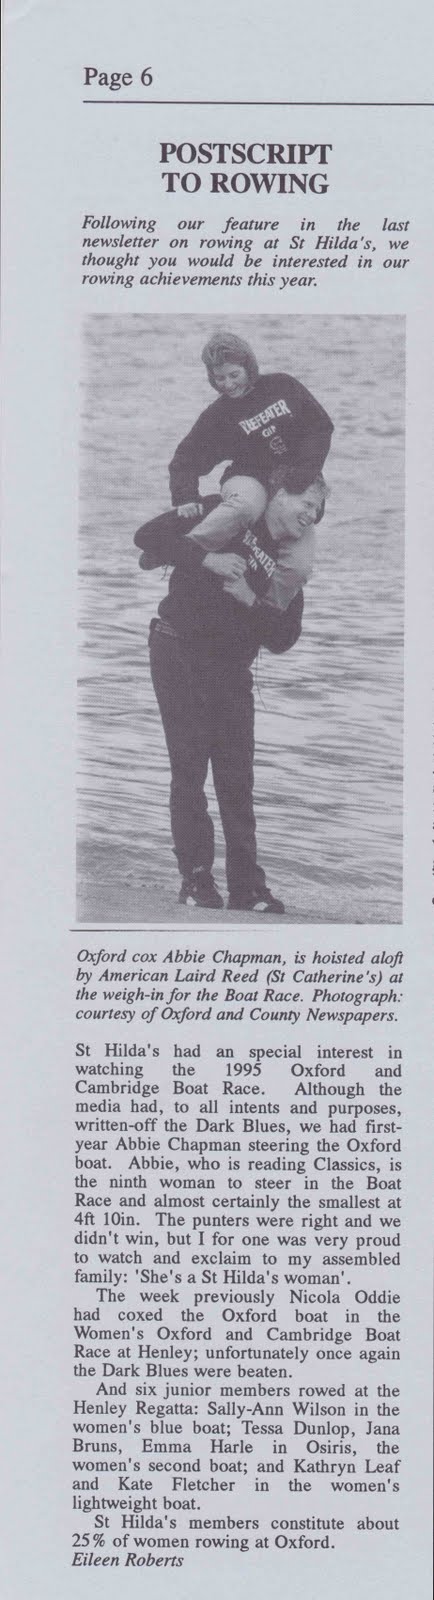 Page 6
POSTSCRIPT
TO ROWING
Following our feature in the last
newsletter on rowing at St Hilda's, we
thought you would be interested in our
rowing achievements this year.
BEEFEATER
GIN
GIN
Oxford cox Abbie Chapman, is hoisted aloft
by American Laird Reed (St Catherine's) at
the weigh-in for the Boat Race. Photograph:
courtesy of Oxford and County Newspapers.
St Hilda's had an special interest in
watching the 1995 Oxford and
Cambridge Boat Race. Although the
media had, to all intents and purposes,
written-off the Dark Blues, we had first-
year Abbie Chapman steering the Oxford
boat. Abbie, who is reading Classics, is
the ninth woman to steer in the Boat
Race and almost certainly the smallest at
4ft 10in. The punters were right and we
didn't win, but I for one was very proud
to watch and exclaim to my assembled
family: 'She's a St Hilda's woman'.
The week previously Nicola Oddie
had coxed the Oxford boat in the
Women's Oxford and Cambridge Boat
Race at Henley; unfortunately once again
the Dark Blues were beaten.
And six junior members rowed at the
Henley Regatta: Sally-Ann Wilson in the
women's blue boat; Tessa Dunlop, Jana
Bruns, Emma Harle in Osiris, the
women's second boat; and Kathryn Leaf
and Kate Fletcher in the women's
lightweight boat.
St Hilda's members constitute about
25% of women rowing at Oxford.
Eileen Roberts